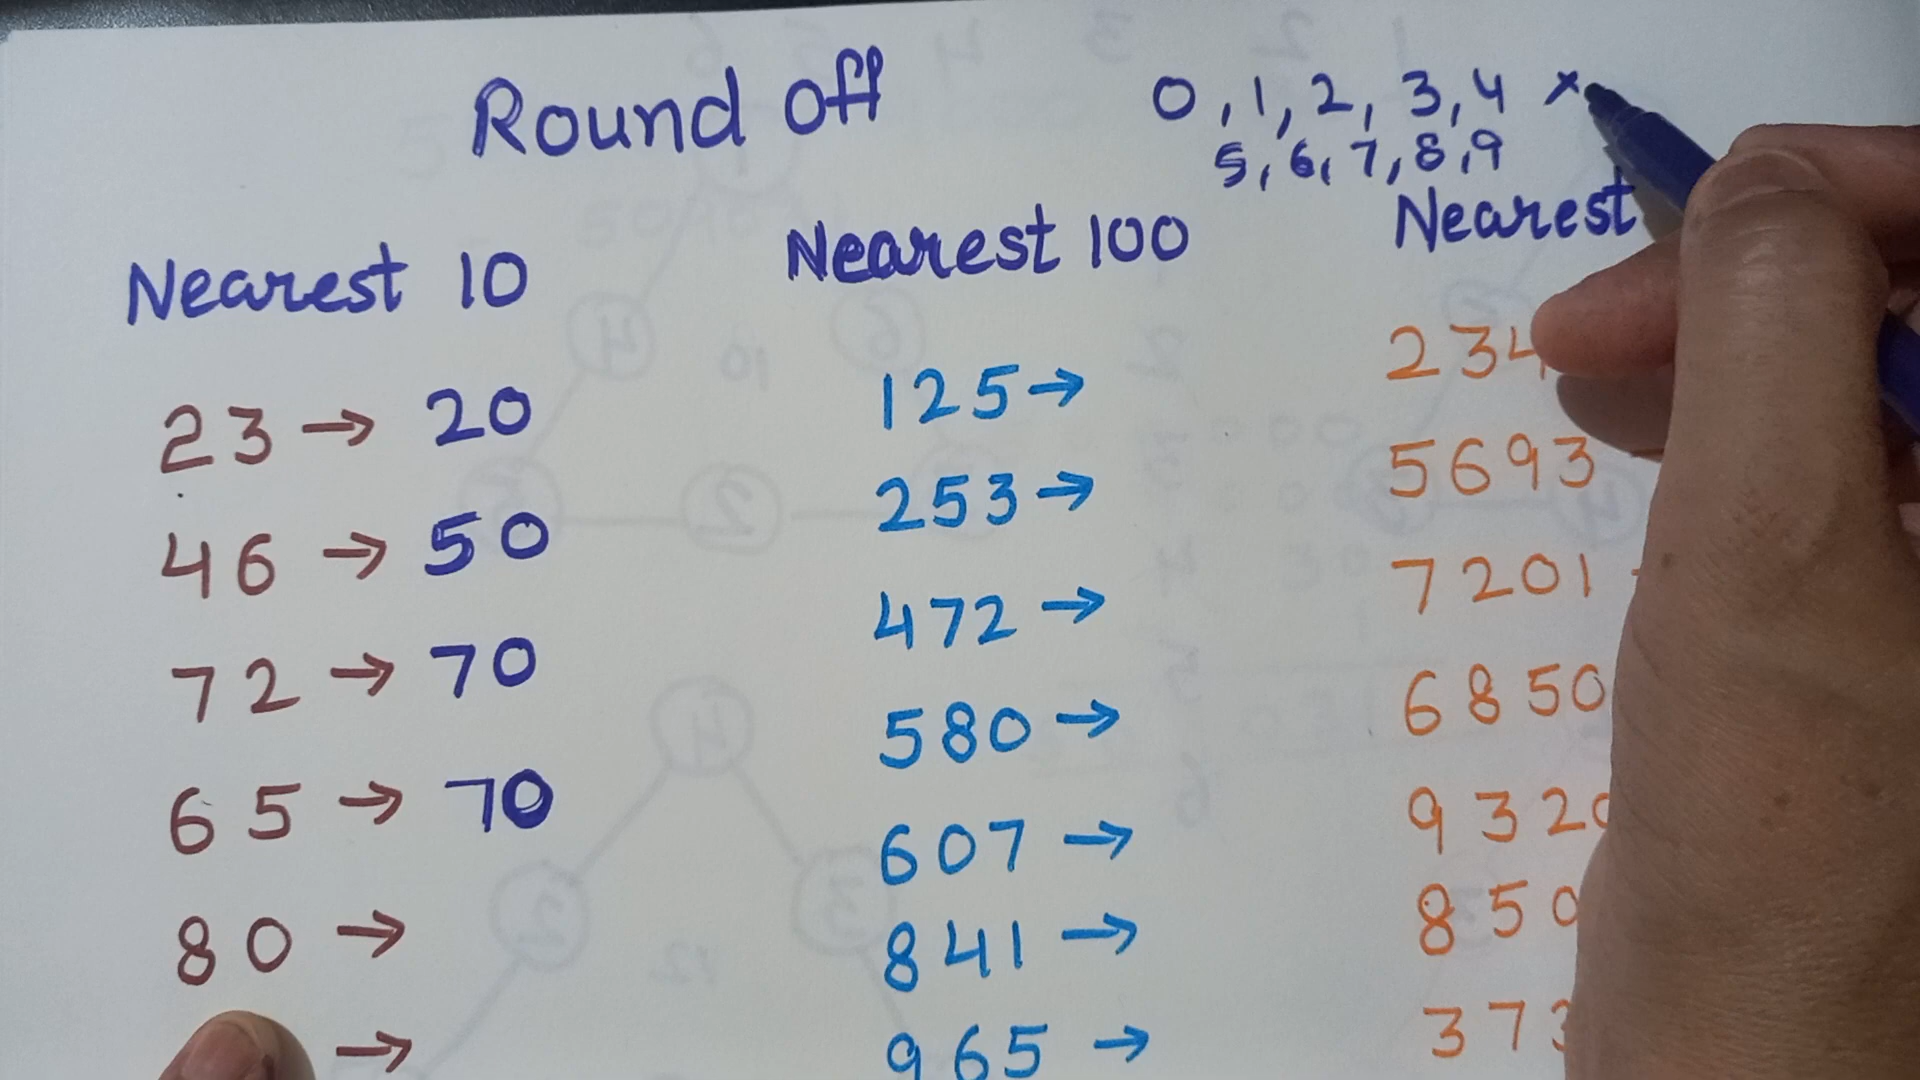 Round off
0, 1, 2, 3, 4 ×
5, 6, 7, 8, 9
Nearest 10
Nearest 100
Nearest
23 → 20
46 → 50
72 → 70
65 → 70
80 →
→
125 →
253 →
472 →
580 →
607 →
841 →
965 →
234
5693
7201
6850
932
85
37